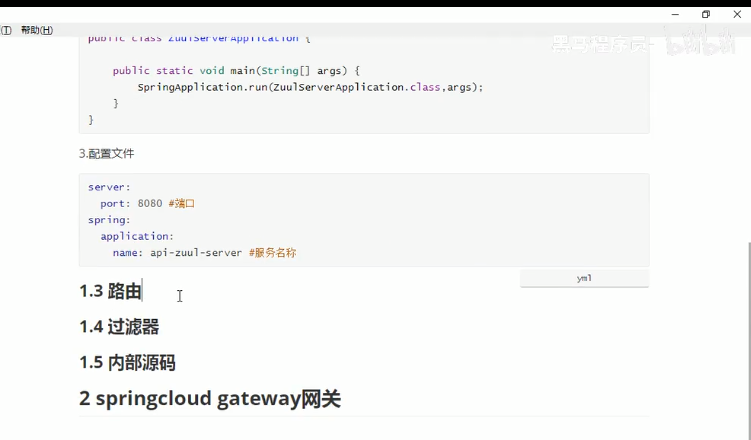 (I) 帮助(H)
public class ZuulServerApplication {
public static void main(String[] args) {
SpringApplication.run(ZuulServerApplication.class,args);
}
}
3.配置文件
server:
port: 8080 #端口
spring:
application:
name: api-zuul-server #服务名称
yml
1.3 路由
1.4 过滤器
1.5 内部源码
2 springcloud gateway网关